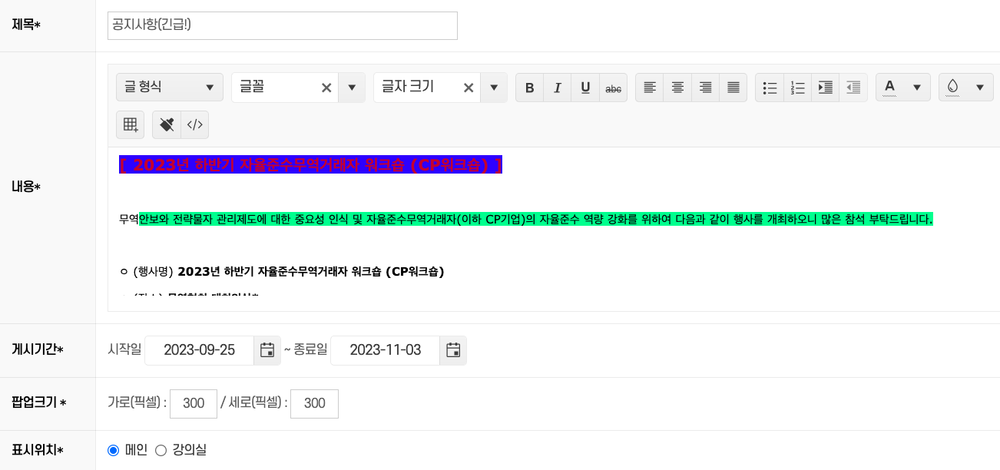 제목*
공지사항(긴급!)
내용*
글 형식
글꼴
글자 크기
B I U abc
A
[ 2023년 하반기 자율준수무역거래자 워크숍 (CP워크숍) ]
무역안보와 전략물자 관리제도에 대한 중요성 인식 및 자율준수무역거래자(이하 CP기업)의 자율준수 역량 강화를 위하여 다음과 같이 행사를 개최하오니 많은 참석 부탁드립니다.
ㅇ (행사명) 2023년 하반기 자율준수무역거래자 워크숍 (CP워크숍)
게시기간*
시작일 2023-09-25 ~ 종료일 2023-11-03
팝업크기 *
가로(픽셀) : 300 / 세로(픽셀) : 300
표시위치*
메인 강의실